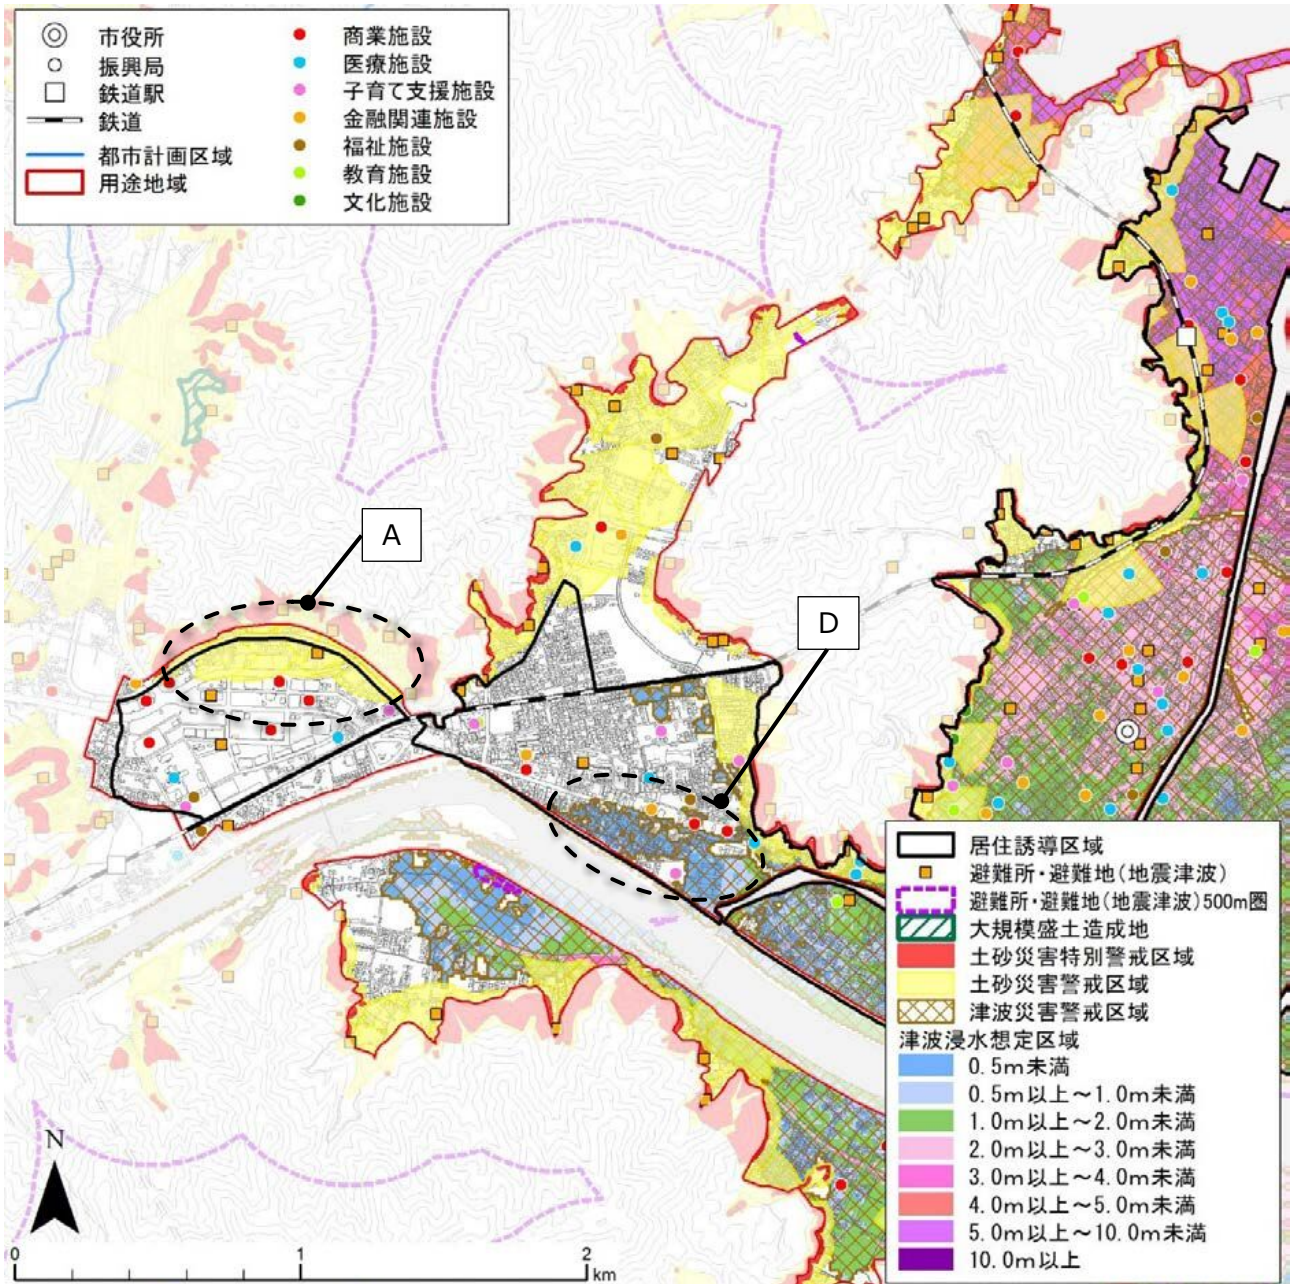 市役所
振興局
鉄道駅
鉄道
都市計画区域
用途地域
商業施設
医療施設
子育て支援施設
金融関連施設
福祉施設
教育施設
文化施設
A
D
居住誘導区域
避難所・避難地(地震津波)
避難所・避難地(地震津波)500m圏
大規模盛土造成地
土砂災害特別警戒区域
土砂災害警戒区域
津波災害警戒区域
津波浸水想定区域
0.5m未満
0.5m以上～1.0m未満
1.0m以上～2.0m未満
2.0m以上～3.0m未満
3.0m以上～4.0m未満
4.0m以上～5.0m未満
5.0m以上～10.0m未満
10.0m以上
N
0 1 2 km